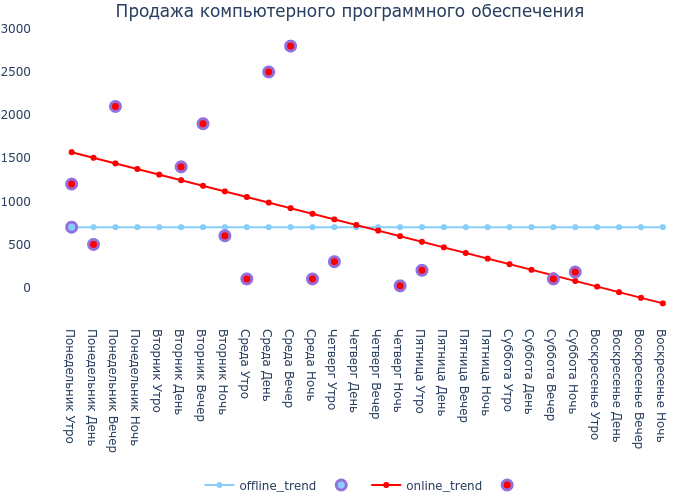 Продажа компьютерного программного обеспечения
3000
2500
2000
1500
1000
500
0
Понедельник Утро
Понедельник День
Понедельник Вечер
Понедельник Ночь
Вторник Утро
Вторник День
Вторник Вечер
Вторник Ночь
Среда Утро
Среда День
Среда Вечер
Среда Ночь
Четверг Утро
Четверг День
Четверг Вечер
Четверг Ночь
Пятница Утро
Пятница День
Пятница Вечер
Пятница Ночь
Суббота Утро
Суббота День
Суббота Вечер
Суббота Ночь
Воскресенье Утро
Воскресенье День
Воскресенье Вечер
Воскресенье Ночь
offline_trend
online_trend